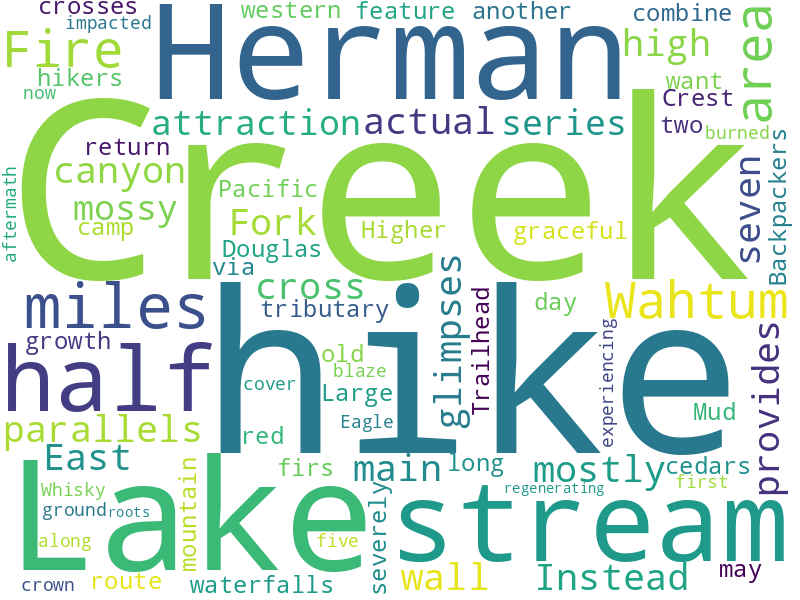 crosses
impacted
western
feature
another
combine
Herman
Fire
high
area
hikers
want
now
Crest
attraction
actual
series
two
burned
return
Creek
canyon
seven
Backpackers
aftermath
Pacific
mossy
Fork
Higher
graceful
camp
Douglas
via
cross
glimpses
miles
tributary
day
Wahtum
Trailhead
hike
growth
half
old
blaze
cover
Large
experiencing
provides
Eagle
Mud
parallels
red
East
firs
main
long
mostly
cedars
mountain
Lake
Whisky
severely
regenerating
first
ground
roots
stream
along
five
crown
route
waterfalls
wall
Instead
may